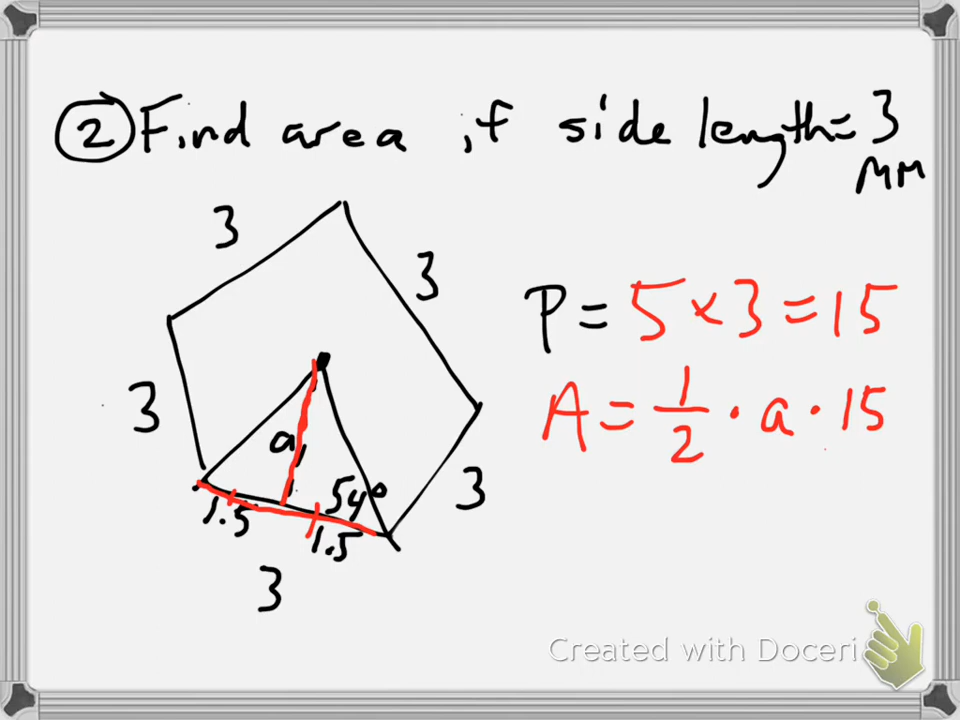 ② Find area if side length = 3
MM
3
3
P = 5 × 3 = 15
3
A = 1/2 · a · 15
a
54°
3
1.5
1.5
3
Created with Doceri